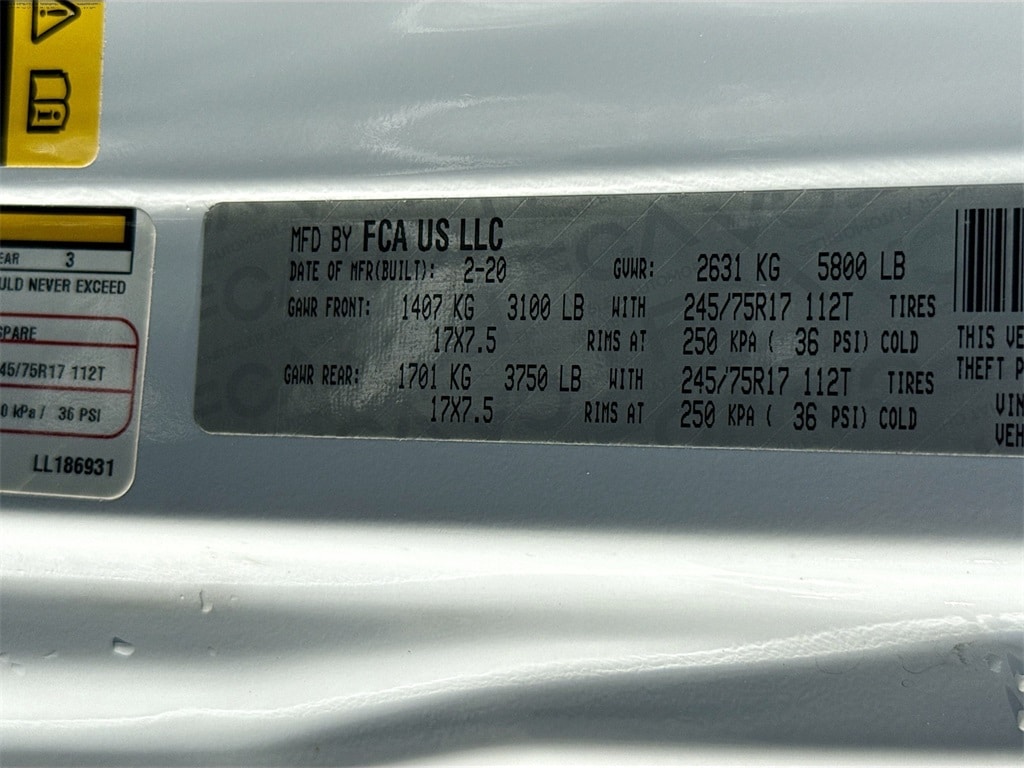 EAR 3
ULD NEVER EXCEED
SPARE
45/75R17 112T
0 kPa / 36 PSI
LL186931
MFD BY FCA US LLC
DATE OF MFR(BUILT): 2-20 GVWR: 2631 KG 5800 LB
GAWR FRONT: 1407 KG 3100 LB WITH 245/75R17 112T TIRES
17X7.5 RIMS AT 250 KPA ( 36 PSI) COLD
GAWR REAR: 1701 KG 3750 LB WITH 245/75R17 112T TIRES
17X7.5 RIMS AT 250 KPA ( 36 PSI) COLD
THIS VE
THEFT P
VIN
VEH